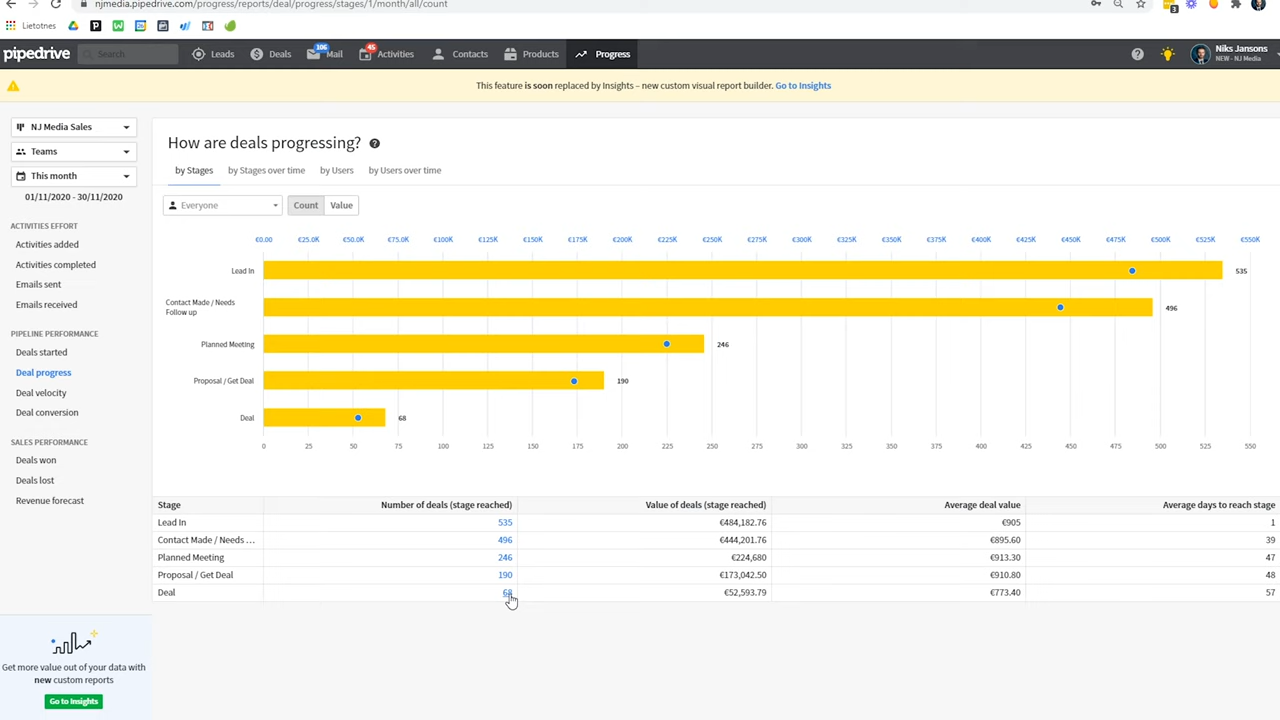 njmedia.pipedrive.com/progress/reports/deal/progress/stages/1/month/all/count
Lietotnes
3
pipedrive Search Leads Deals 106 Mail 45 Activities Contacts Products Progress Niks Jansons
NEW - NJ Media
This feature is soon replaced by Insights – new custom visual report builder. Go to Insights
NJ Media Sales
Teams
This month
01/11/2020 - 30/11/2020
ACTIVITIES EFFORT
Activities added
Activities completed
Emails sent
Emails received
PIPELINE PERFORMANCE
Deals started
Deal progress
Deal velocity
Deal conversion
SALES PERFORMANCE
Deals won
Deals lost
Revenue forecast
Get more value out of your data with
new custom reports
Go to Insights
How are deals progressing? ?
by Stages by Stages over time by Users by Users over time
Everyone Count Value
€0.00 €25.0K €50.0K €75.0K €100K €125K €150K €175K €200K €225K €250K €275K €300K €325K €350K €375K €400K €425K €450K €475K €500K €525K €550K
Lead In 535
Contact Made / Needs
Follow up 496
Planned Meeting 246
Proposal / Get Deal 190
Deal 68
0 25 50 75 100 125 150 175 200 225 250 275 300 325 350 375 400 425 450 475 500 525 550
Stage Number of deals (stage reached) Value of deals (stage reached) Average deal value Average days to reach stage
Lead In 535 €484,182.76 €905 1
Contact Made / Needs ... 496 €444,201.76 €895.60 39
Planned Meeting 246 €224,680 €913.30 47
Proposal / Get Deal 190 €173,042.50 €910.80 48
Deal 68 €52,593.79 €773.40 57